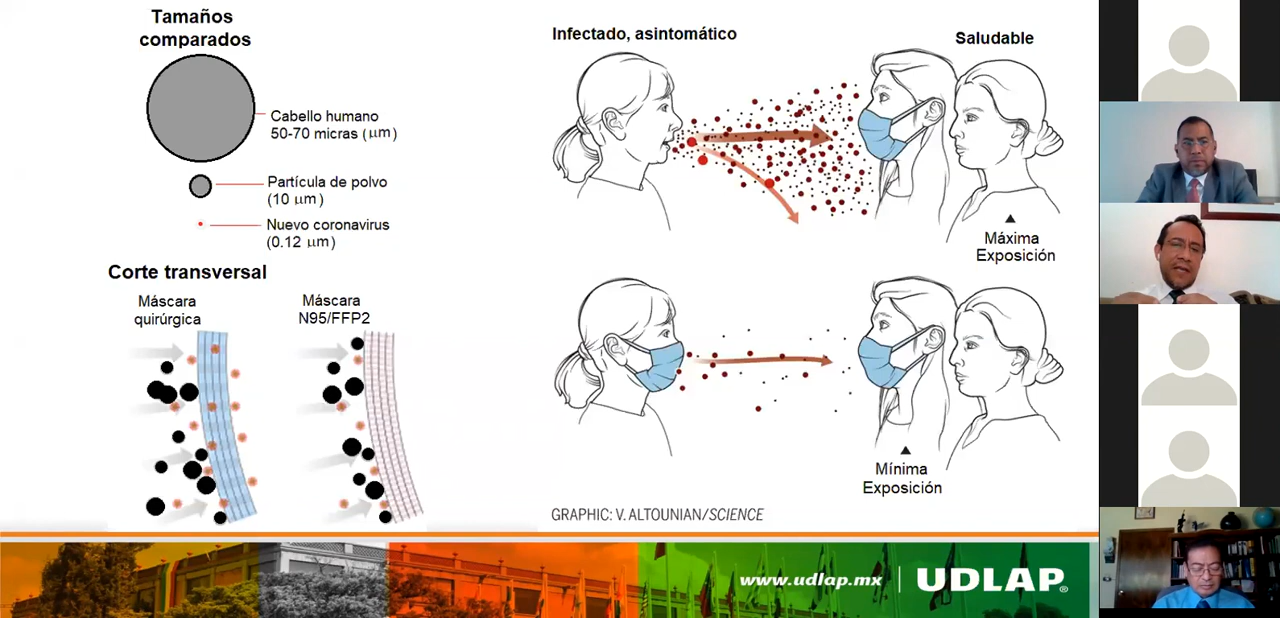 Tamaños
comparados
Cabello humano
50-70 micras (μm)
Partícula de polvo
(10 μm)
Nuevo coronavirus
(0.12 μm)
Corte transversal
Máscara
quirúrgica
Máscara
N95/FFP2
Infectado, asintomático
Saludable
Máxima
Exposición
Mínima
Exposición
GRAPHIC: V. ALTOUNIAN/SCIENCE
www.udlap.mx
UDLAP®